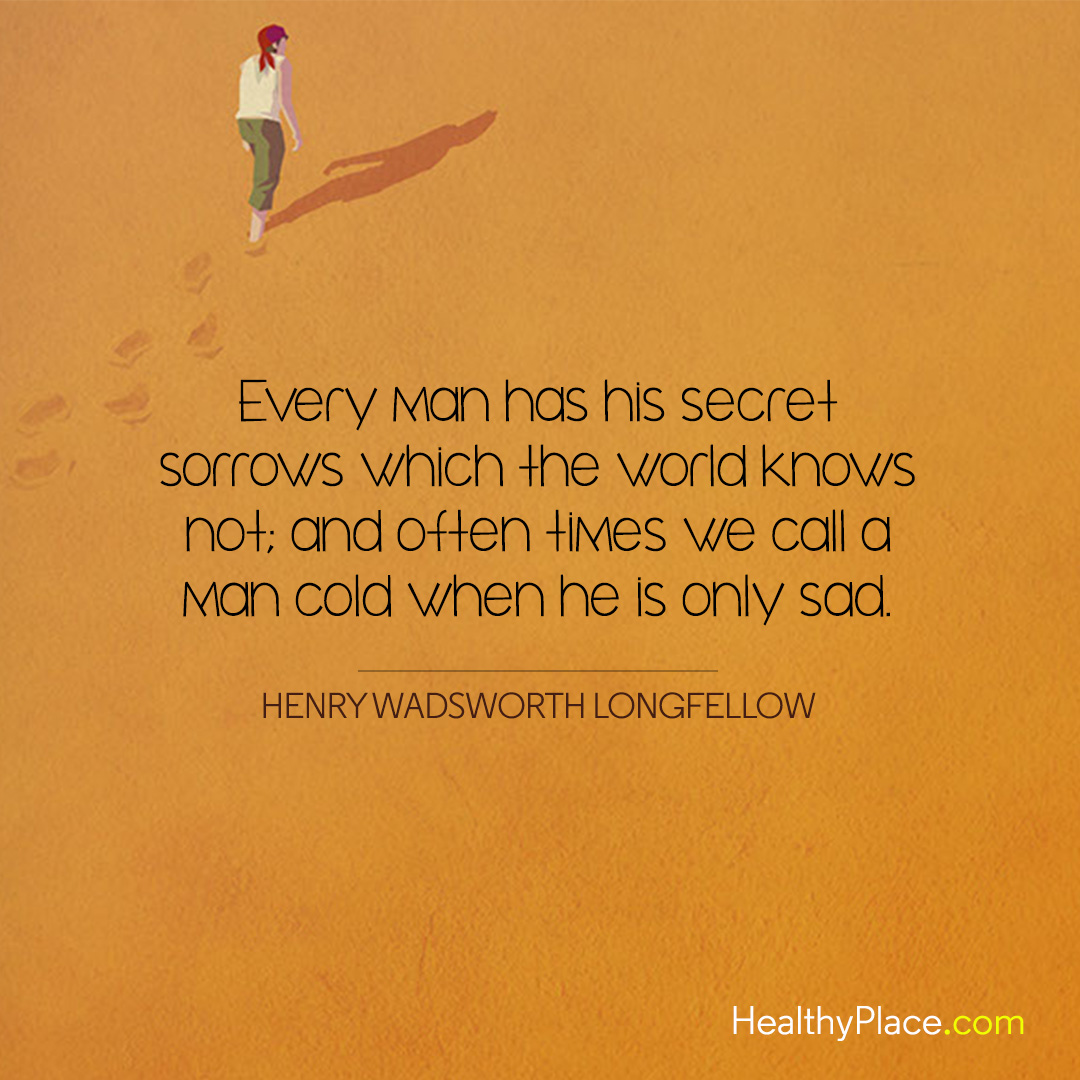 Every man has his secret
sorrows which the world knows
not; and often times we call a
man cold when he is only sad.
HENRY WADSWORTH LONGFELLOW
HealthyPlace.com